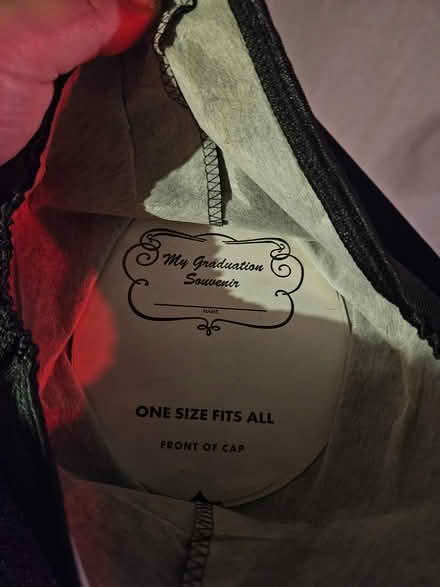 My Graduation
Souvenir
NAME
ONE SIZE FITS ALL
FRONT OF CAP